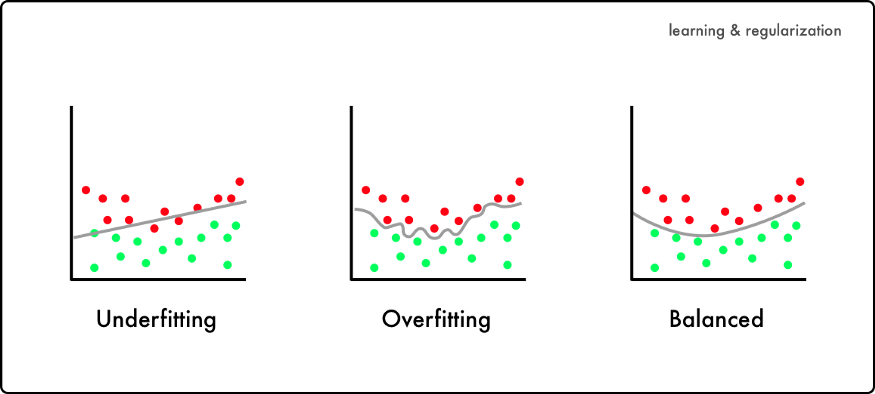 learning & regularization
Underfitting
Overfitting
Balanced